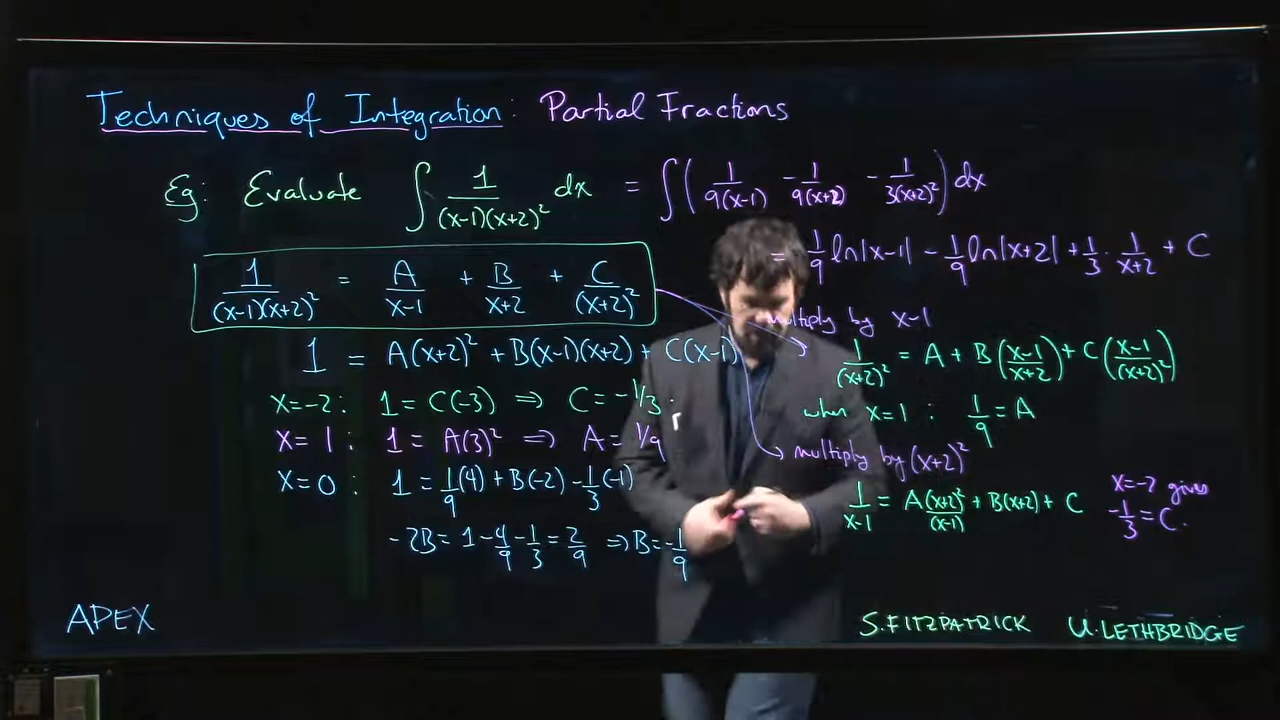 Techniques of Integration: Partial Fractions
Eg: Evaluate ∫ 1/((x-1)(x+2)²) dx = ∫ ( 1/(9(x-1)) - 1/(9(x+2)) - 1/(3(x+2)²) ) dx
= 1/9 ln|x-1| - 1/9 ln|x+2| + 1/3 · 1/(x+2) + C
1/((x-1)(x+2)²) = A/(x-1) + B/(x+2) + C/(x+2)²
1 = A(x+2)² + B(x-1)(x+2) + C(x-1)
x=-2: 1 = C(-3) ⇒ C = -1/3
x=1: 1 = A(3)² ⇒ A = 1/9
x=0: 1 = 1/9(4) + B(-2) - 1/3(-1)
-2B = 1 - 4/9 - 1/3 = 2/9 ⇒ B = -1/9
multiply by x-1
1/(x+2)² = A + B((x-1)/(x+2)) + C((x-1)/(x+2)²)
when x=1: 1/9 = A
multiply by (x+2)²
1/(x-1) = A(x+2)²/(x-1) + B(x+2) + C
x=-2 gives
-1/3 = C.
APEX
S. FITZPATRICK U. LETHBRIDGE